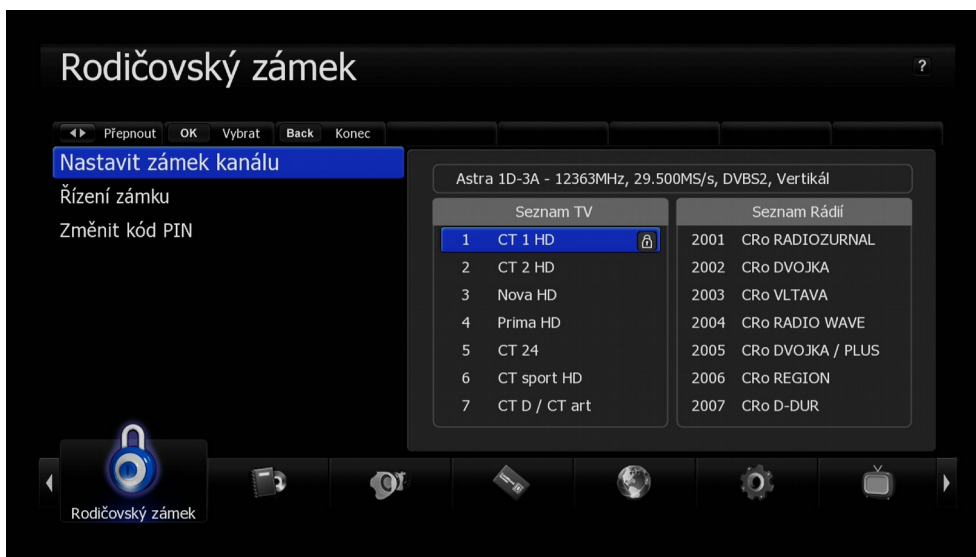 Rodičovský zámek
?
Přepnout OK Vybrat Back Konec
Nastavit zámek kanálu
Řízení zámku
Změnit kód PIN
Astra 1D-3A - 12363MHz, 29.500MS/s, DVBS2, Vertikál
Seznam TV
1 CT 1 HD
2 CT 2 HD
3 Nova HD
4 Prima HD
5 CT 24
6 CT sport HD
7 CT D / CT art
Seznam Rádií
2001 CRo RADIOZURNAL
2002 CRo DVOJKA
2003 CRo VLTAVA
2004 CRo RADIO WAVE
2005 CRo DVOJKA / PLUS
2006 CRo REGION
2007 CRo D-DUR
Rodičovský zámek